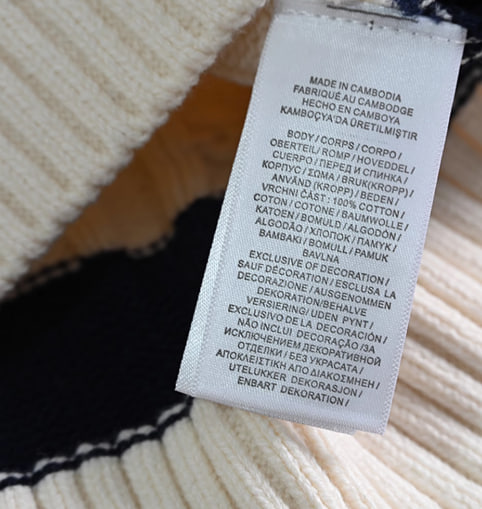 MADE IN CAMBODIA
FABRIQUÉ AU CAMBODGE
HECHO EN CAMBOYA
KAMBOÇYA'DA ÜRETILMIŞTIR
BODY / CORPS / CORPO /
OBERTEIL / ROMP / HOVEDDEL /
CUERPO / ПЕРЕД И СПИНКА /
КОРПУС / ΣΩΜΑ / BRUK(KROPP) /
ANVÄND (KROPP) / BEDEN /
VRCHNI ČÁST : 100% COTTON /
COTON / COTONE / BAUMWOLLE /
KATOEN / BOMULD / ALGODÓN /
ALGODÃO / ХЛОПОК / ПАМУК /
BAMBAKI / BOMULL / PAMUK
BAVLNA
EXCLUSIVE OF DECORATION /
SAUF DÉCORATION / ESCLUSA LA
DECORAZIONE / AUSGENOMMEN
DEKORATION/BEHALVE
VERSIERING/ UDEN PYNT /
EXCLUSIVO DE LA DECORACIÓN /
NÃO INCLUI DECORAÇÃO /ЗА
ИСКЛЮЧЕНИЕМ ДЕКОРАТИВНОЙ
ОТДЕЛКИ / БЕЗ УКРАСАТА /
ΑΠΟΚΛΕΙΣΤΙΚΗ ΑΠΟ ΔΙΑΚΟΣΜΗΣΗ /
UTELUKKER DEKORASJON /
ENBART DEKORATION /